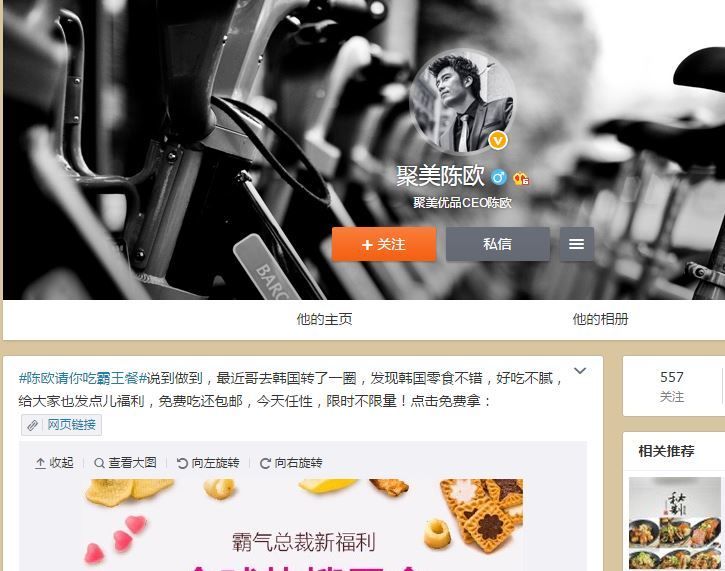 聚美陈欧
聚美优品CEO陈欧
+ 关注
私信
BARC
他的主页
他的相册
#陈欧请你吃霸王餐#说到做到，最近哥去韩国转了一圈，发现韩国零食不错，好吃不腻，
给大家也发点儿福利，免费吃还包邮，今天任性，限时不限量！点击免费拿：
网页链接
557
关注
收起
查看大图
向左旋转
向右旋转
相关推荐
霸气总裁新福利
私
制